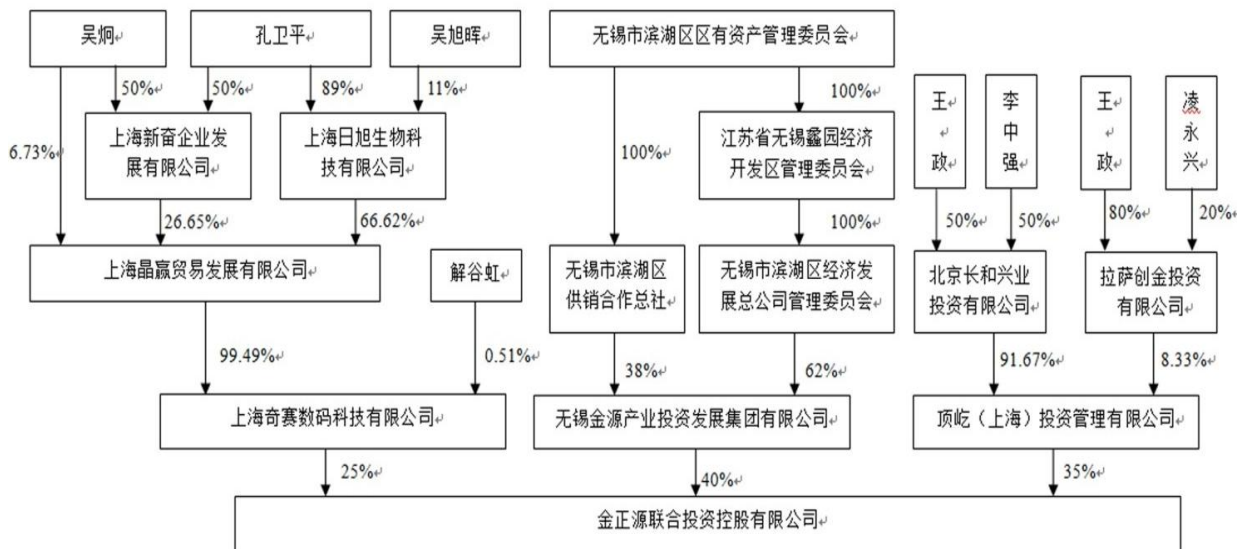 吴炯
孔卫平
吴旭晖
无锡市滨湖区区有资产管理委员会
50%
50%
89%
11%
100%
王政
李中强
王政
凌永兴
6.73%
上海新奋企业发
展有限公司
上海日旭生物科
技有限公司
100%
江苏省无锡蠡园经济
开发区管理委员会
26.65%
66.62%
100%
50%
50%
80%
20%
上海晶赢贸易发展有限公司
解谷虹
无锡市滨湖区
供销合作总社
无锡市滨湖区经济发
展总公司管理委员会
北京长和兴业
投资有限公司
拉萨创金投资
有限公司
99.49%
0.51%
38%
62%
91.67%
8.33%
上海奇赛数码科技有限公司
无锡金源产业投资发展集团有限公司
顶屹（上海）投资管理有限公司
25%
40%
35%
金正源联合投资控股有限公司